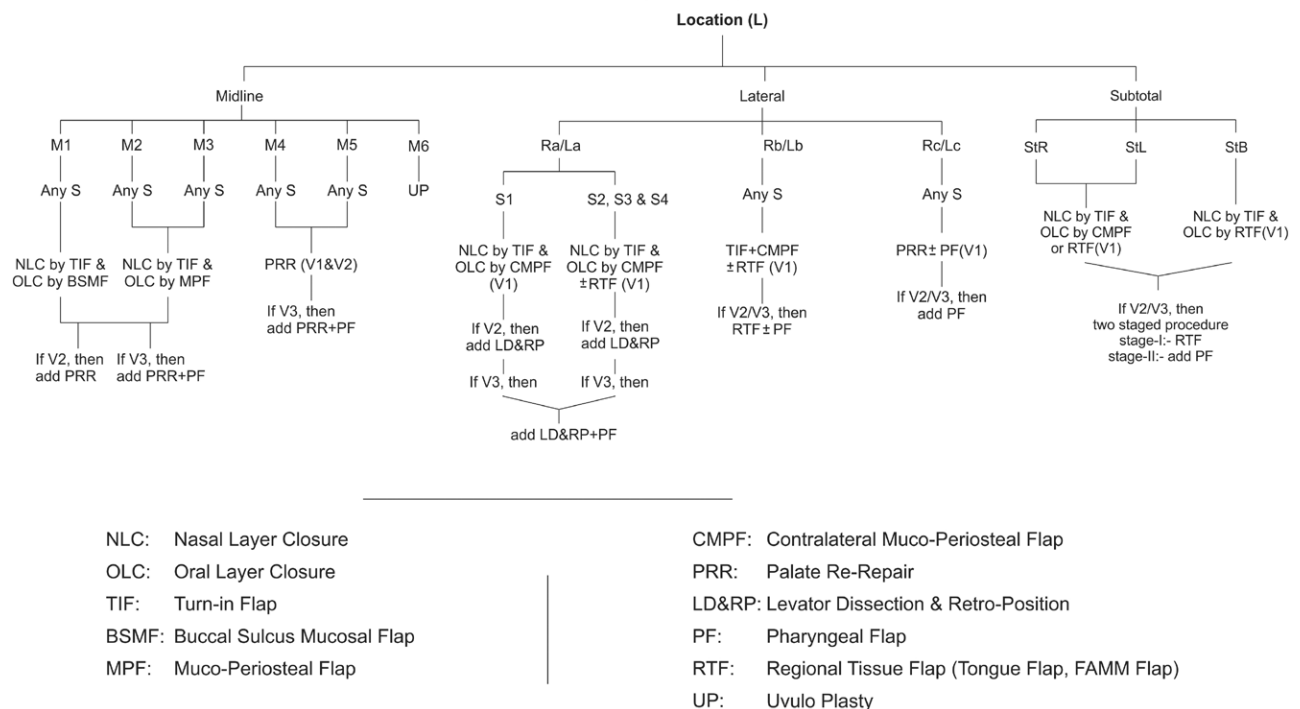 Location (L)
Midline
Lateral
Subtotal
M1
M2
M3
M4
M5
M6
Ra/La
Rb/Lb
Rc/Lc
StR
StL
StB
Any S
Any S
Any S
Any S
Any S
UP
S1
S2, S3 & S4
Any S
Any S
NLC by TIF &
OLC by BSMF
NLC by TIF &
OLC by MPF
PRR (V1&V2)
NLC by TIF &
OLC by CMPF
(V1)
NLC by TIF &
OLC by CMPF
±RTF (V1)
TIF+CMPF
±RTF (V1)
PRR± PF(V1)
NLC by TIF &
OLC by CMPF
or RTF(V1)
NLC by TIF &
OLC by RTF(V1)
If V2, then
add PRR
If V3, then
add PRR+PF
If V3, then
add PRR+PF
If V2, then
add LD&RP
If V2, then
add LD&RP
If V2/V3, then
RTF± PF
If V2/V3, then
add PF
If V2/V3, then
two staged procedure
stage-I:- RTF
stage-II:- add PF
If V3, then
If V3, then
add LD&RP+PF
NLC: Nasal Layer Closure
OLC: Oral Layer Closure
TIF: Turn-in Flap
BSMF: Buccal Sulcus Mucosal Flap
MPF: Muco-Periosteal Flap
CMPF: Contralateral Muco-Periosteal Flap
PRR: Palate Re-Repair
LD&RP: Levator Dissection & Retro-Position
PF: Pharyngeal Flap
RTF: Regional Tissue Flap (Tongue Flap, FAMM Flap)
UP: Uvulo Plasty